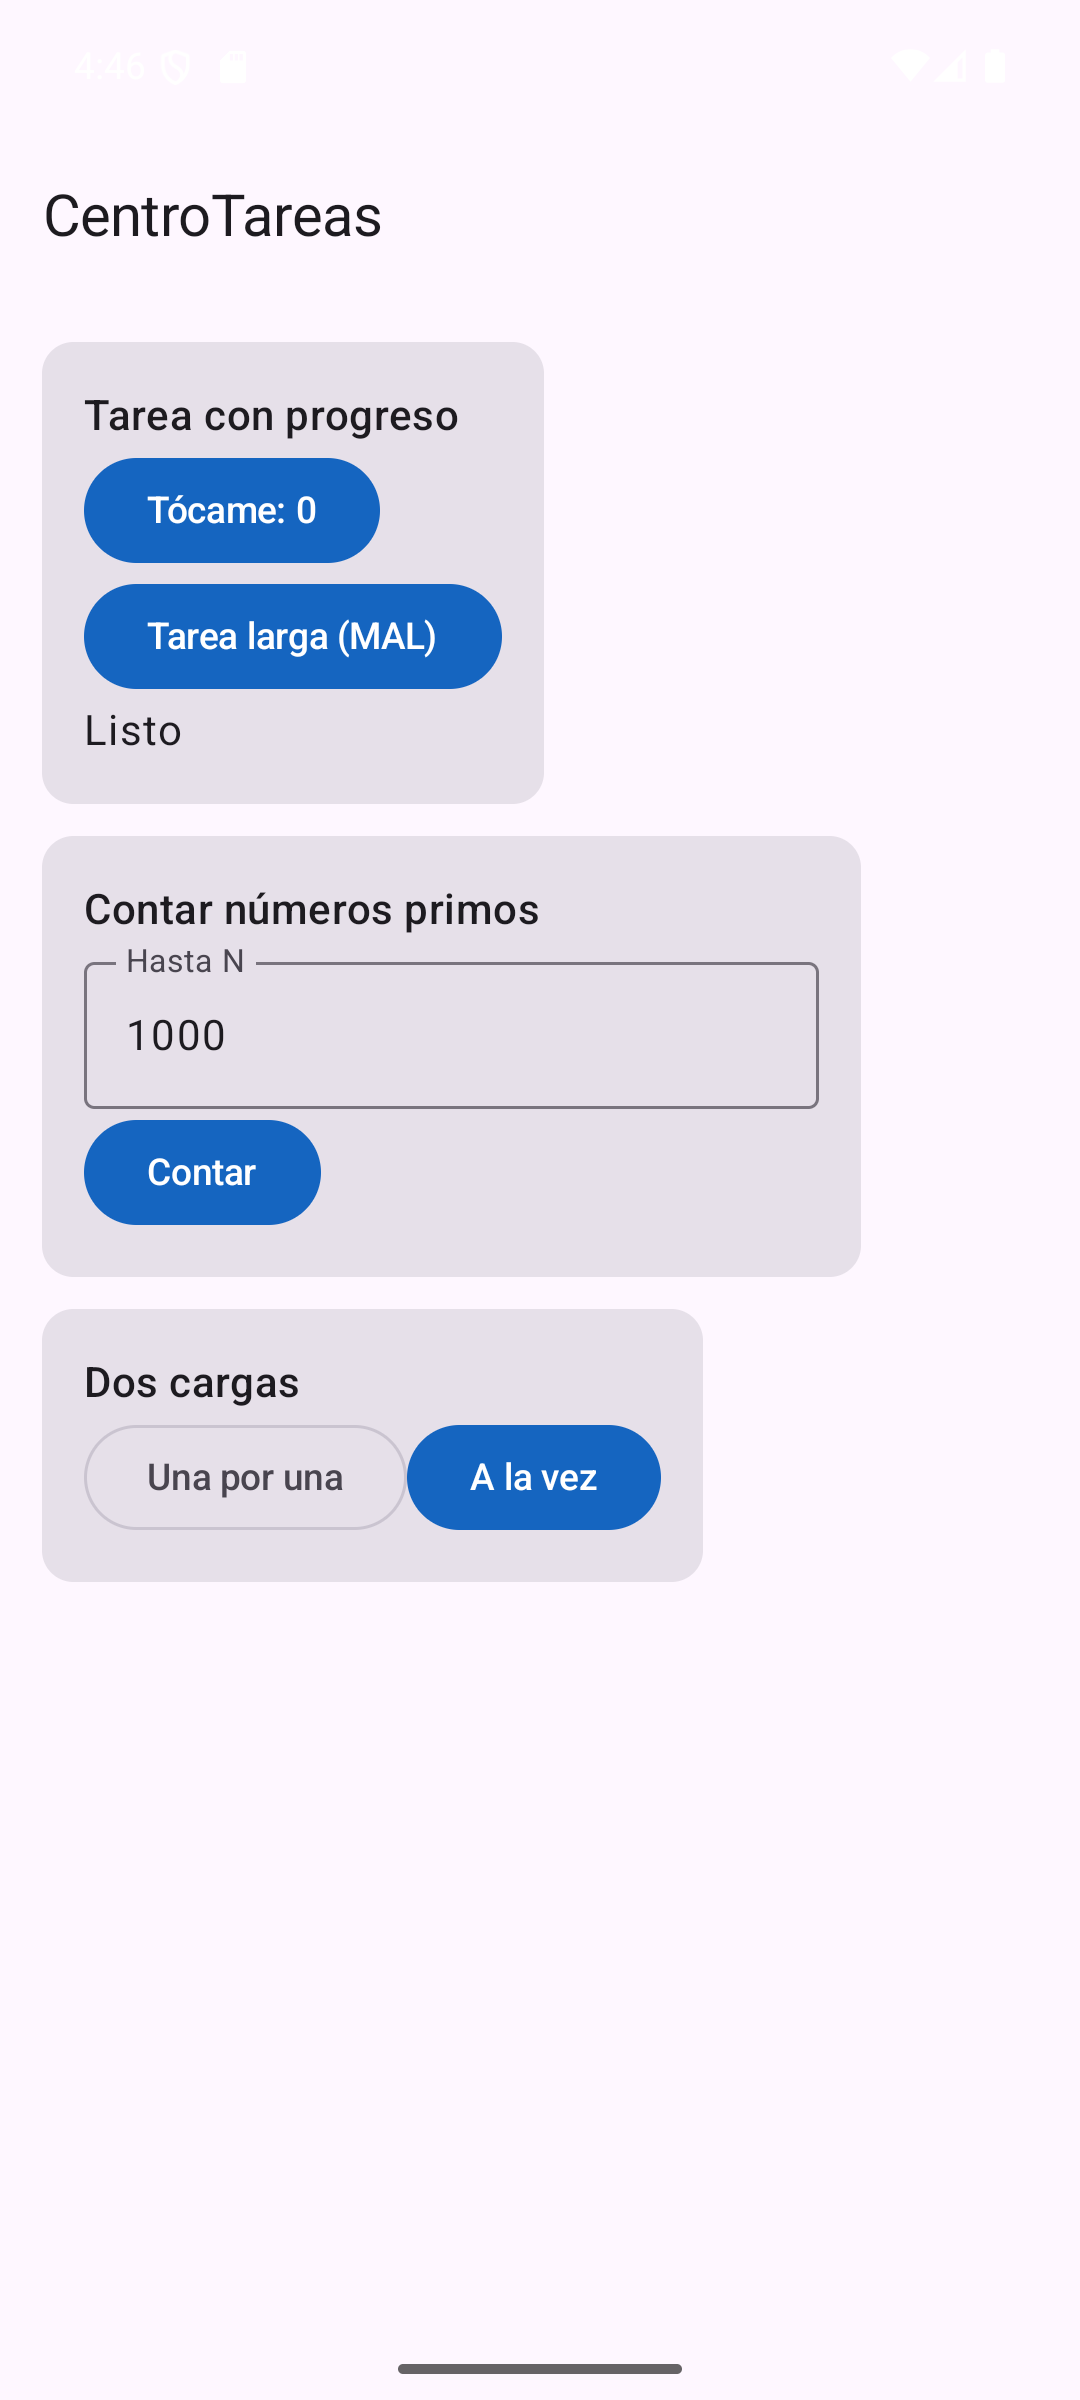 4:46
CentroTareas
Tarea con progreso
Tócame: 0
Tarea larga (MAL)
Listo
Contar números primos
Hasta N
1000
Contar
Dos cargas
Una por una
A la vez